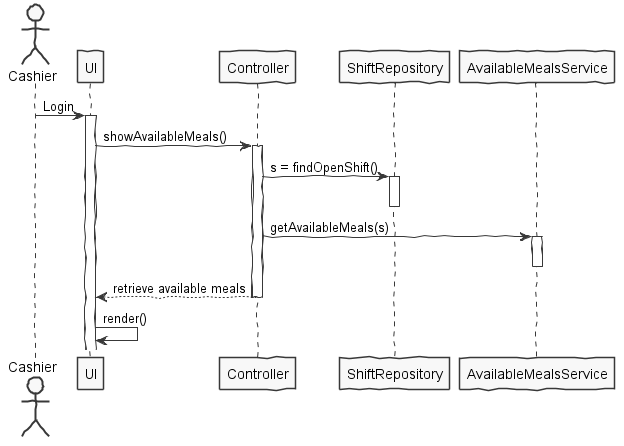 Cashier
UI
Controller
ShiftRepository
AvailableMealsService
Login
showAvailableMeals()
s = findOpenShift()
getAvailableMeals(s)
retrieve available meals
render()
Cashier
UI
Controller
ShiftRepository
AvailableMealsService